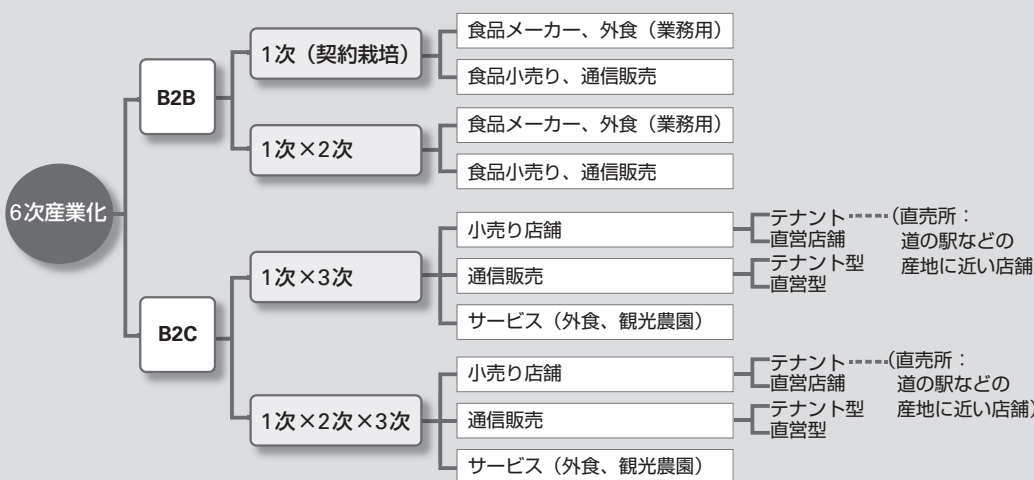 6次産業化
B2B
1次（契約栽培）
食品メーカー、外食（業務用）
食品小売り、通信販売
1次×2次
食品メーカー、外食（業務用）
食品小売り、通信販売
B2C
1次×3次
小売り店舗
テナント
直営店舗
（直売所：
道の駅などの
産地に近い店舗
通信販売
テナント型
直営型
サービス（外食、観光農園）
1次×2次×3次
小売り店舗
テナント
直営店舗
（直売所：
道の駅などの
産地に近い店舗）
通信販売
テナント型
直営型
サービス（外食、観光農園）